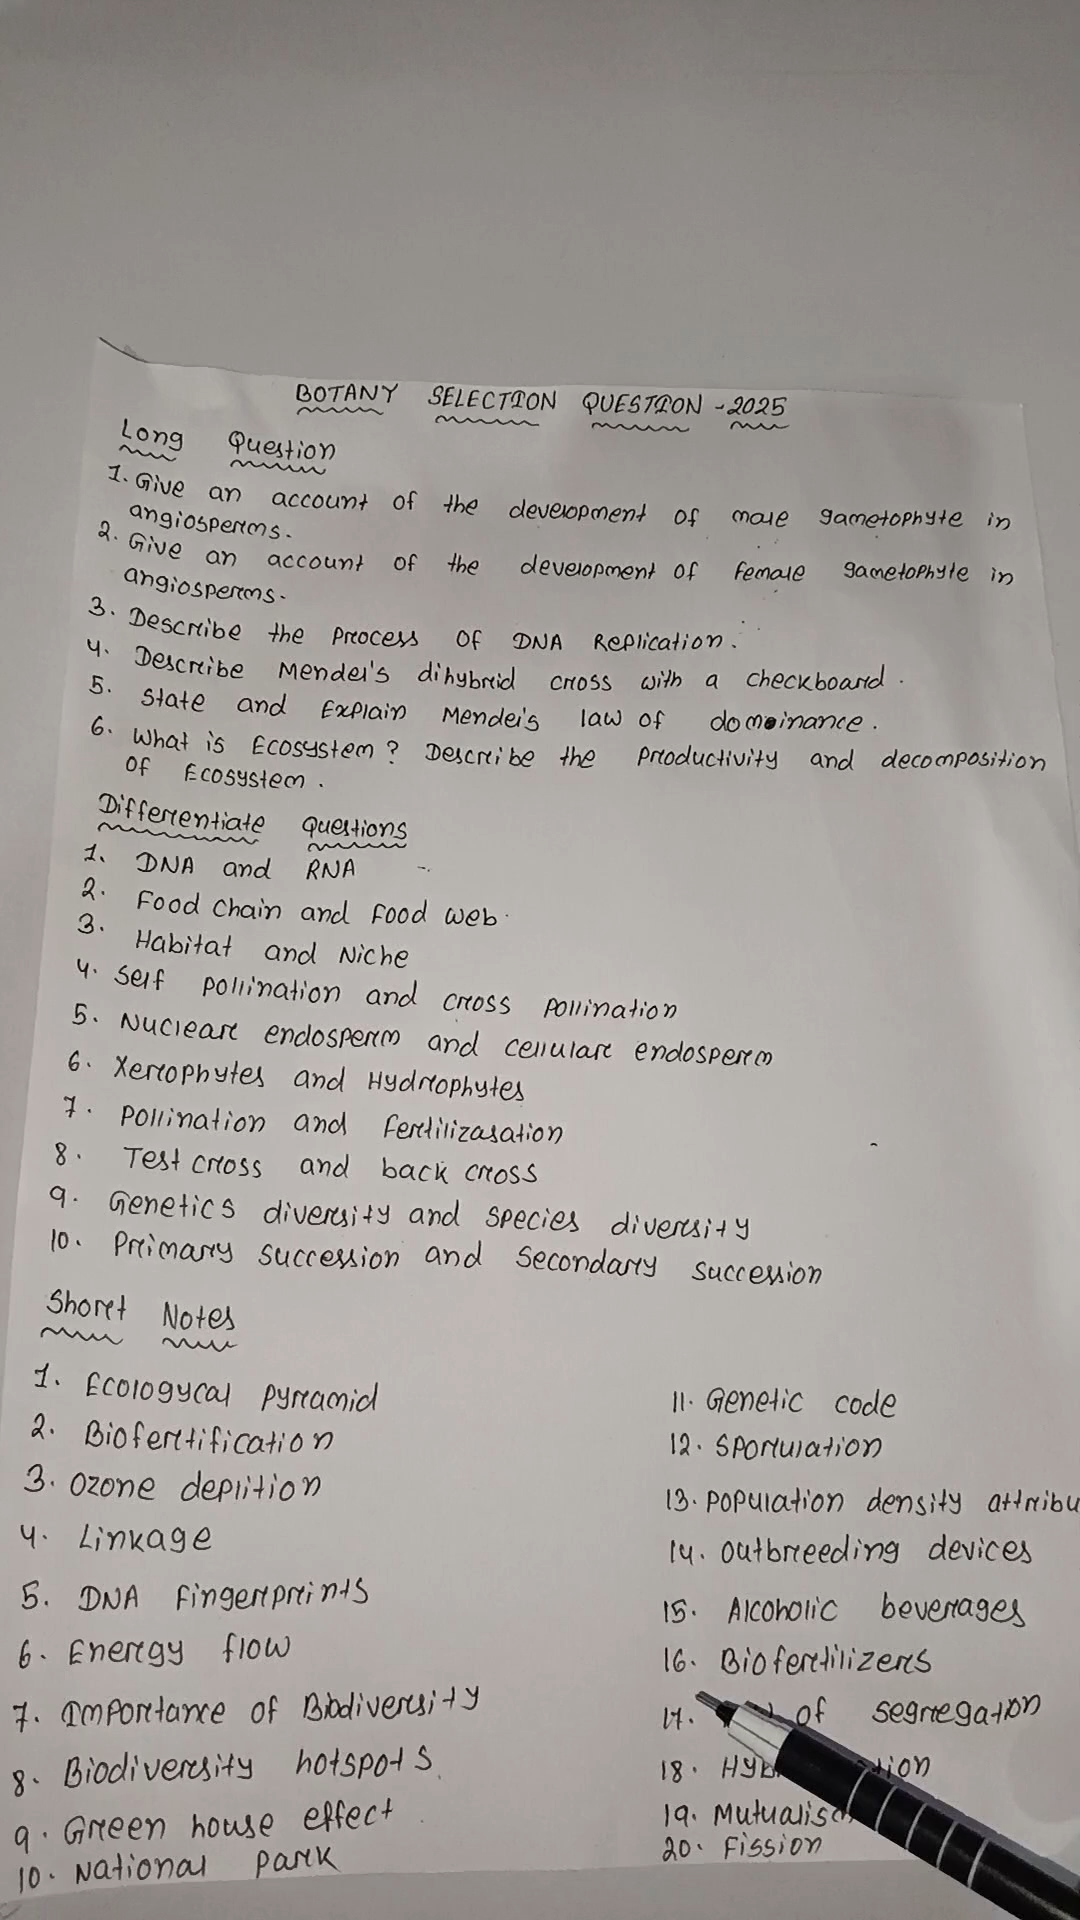 BOTANY SELECTION QUESTION - 2025
Long Question
1. Give an account of the development of male gametophyte in
angiosperms.
2. Give an account of the development of female gametophyte in
angiosperms.
3. Describe the Process of DNA Replication.
4. Describe Mendel's dihybrid cross with a checkboard.
5. State and Explain Mendel's law of domoinance.
6. What is Ecosystem? Describe the Productivity and decomposition
of Ecosystem.
Differentiate Questions
1. DNA and RNA
2. Food chain and food web.
3. Habitat and Niche
4. Self pollination and cross pollination
5. Nuclear endosperm and cellular endosperm
6. Xerophytes and Hydrophytes
7. Pollination and fertilizasation
8. Test cross and back cross
9. Genetics diversity and species diversity
10. Primary succession and secondary succession
Short Notes
1. Ecologycal pyramid
2. Biofertification
3. Ozone deplition
4. Linkage
5. DNA fingerprints
6. Energy flow
7. Importance of Biodiversity
8. Biodiversity hotspots.
9. Green house effect
10. National park
11. Genetic code
12. Sporulation
13. Population density attribu
14. Outbreeding devices
15. Alcoholic beverages
16. Biofertilizers
17. of segregation
18.
19. Mutualism
20. Fission